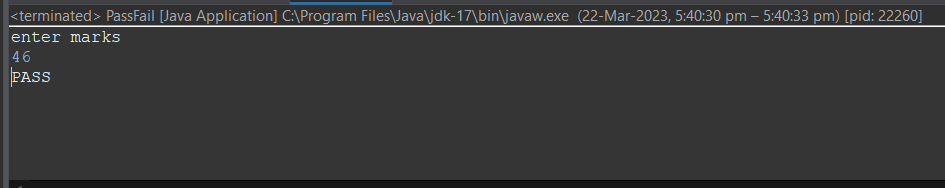 <terminated> PassFail [Java Application] C:\Program Files\Java\jdk-17\bin\javaw.exe (22-Mar-2023, 5:40:30 pm – 5:40:33 pm) [pid: 22260]
enter marks
46
PASS